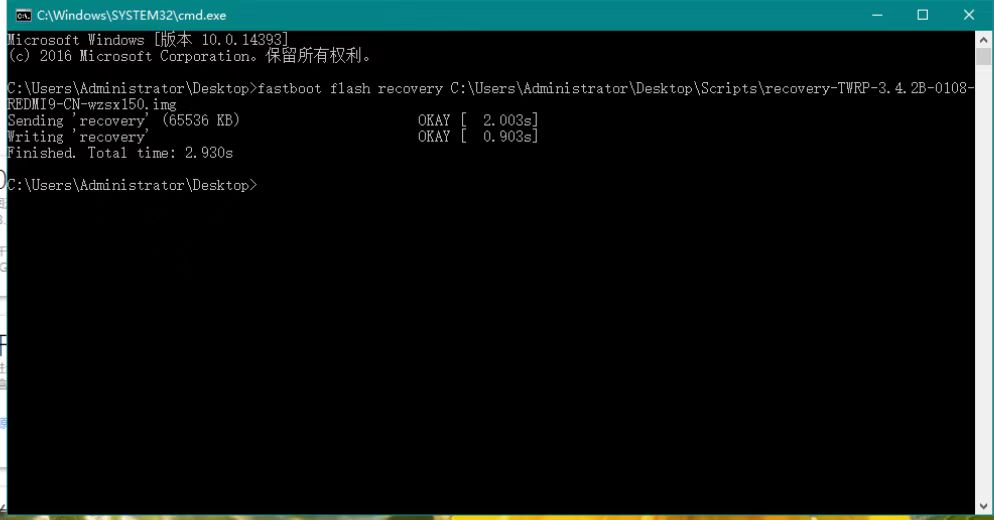 C:\Windows\SYSTEM32\cmd.exe
Microsoft Windows [版本 10.0.14393]
(c) 2016 Microsoft Corporation。保留所有权利。
C:\Users\Administrator\Desktop>fastboot flash recovery C:\Users\Administrator\Desktop\Scripts\recovery-TWRP-3.4.2B-0108-
REDMI9-CN-wzsx150.img
Sending 'recovery' (65536 KB) OKAY [ 2.003s]
Writing 'recovery' OKAY [ 0.903s]
Finished. Total time: 2.930s
C:\Users\Administrator\Desktop>